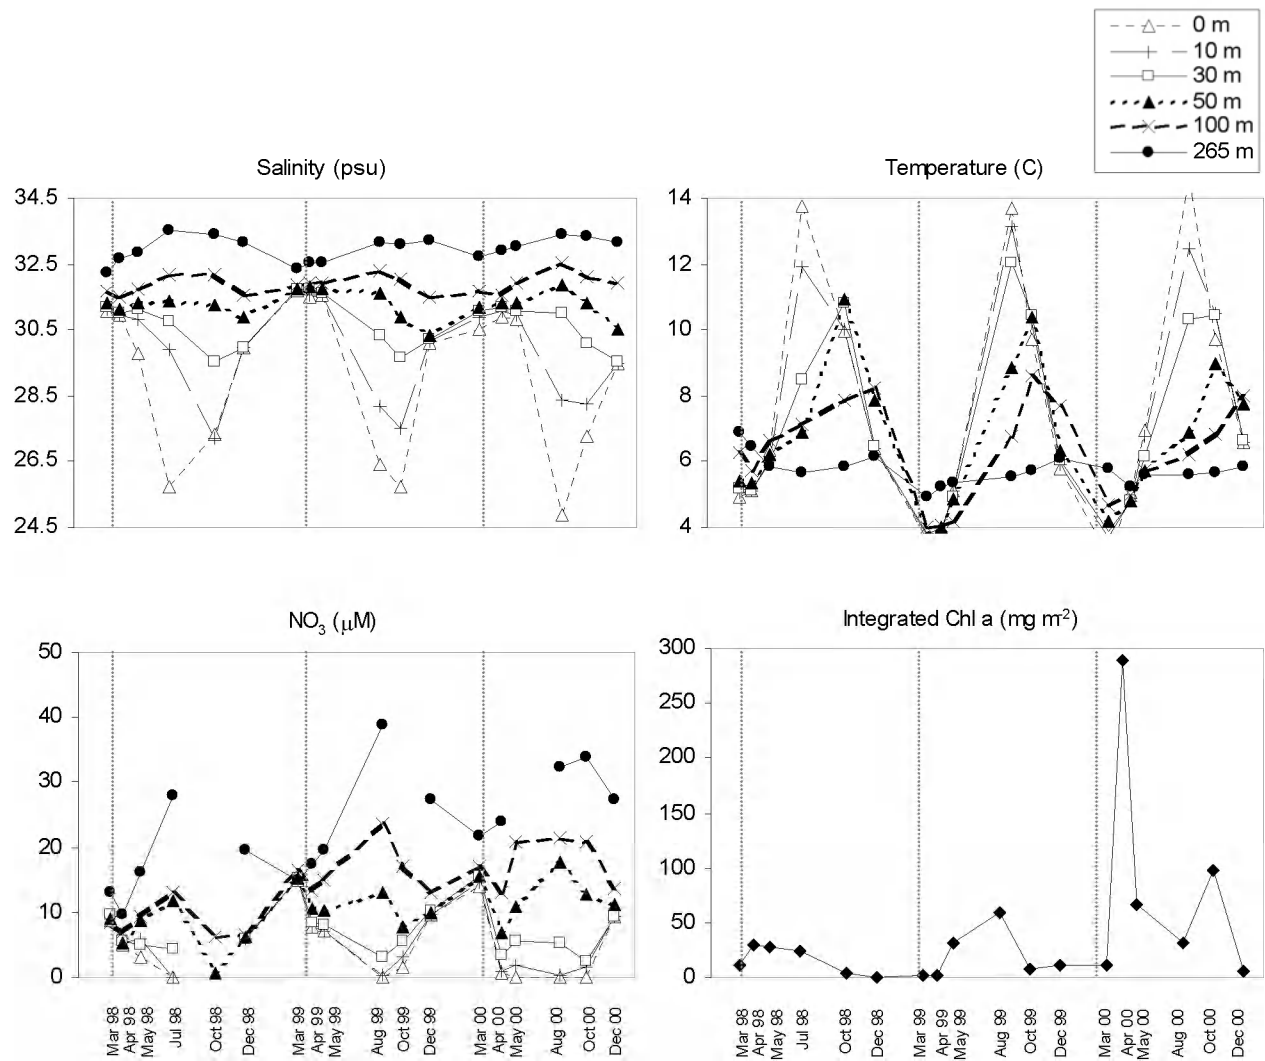 0 m
10 m
30 m
50 m
100 m
265 m
Salinity (psu)
34.5
32.5
30.5
28.5
26.5
24.5
Temperature (C)
14
12
10
8
6
4
NO3 (μM)
50
40
30
20
10
0
Mar 98
Apr 98
May 98
Jul 98
Oct 98
Dec 98
Mar 99
Apr 99
May 99
Aug 99
Oct 99
Dec 99
Mar 00
Apr 00
May 00
Aug 00
Oct 00
Dec 00
Integrated Chl a (mg m²)
300
250
200
150
100
50
0
Mar 98
Apr 98
May 98
Jul 98
Oct 98
Dec 98
Mar 99
Apr 99
May 99
Aug 99
Oct 99
Dec 99
Mar 00
Apr 00
May 00
Aug 00
Oct 00
Dec 00